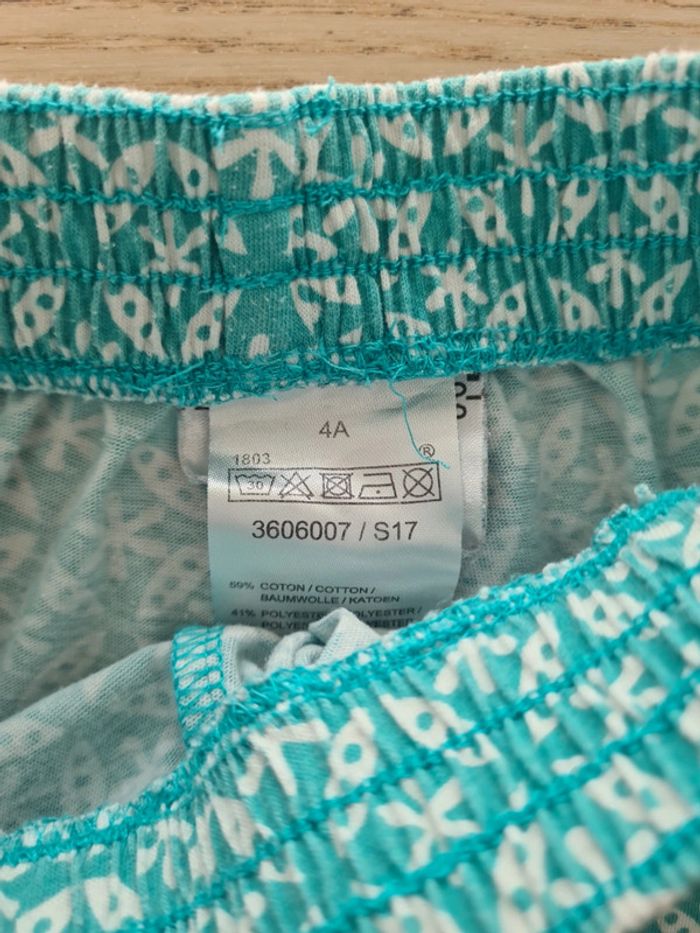 4A
1803
®
30
3606007 / S17
59% COTON / COTTON /
BAUMWOLLE / KATOEN
41% POLYESTER / POLYESTER /